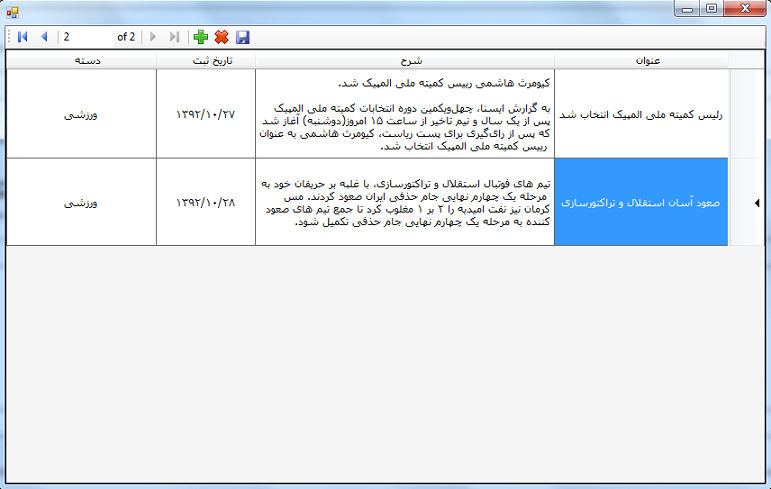 2 of 2
عنوان
شرح
تاریخ ثبت
دسته
رئیس کمیته ملی المپیک انتخاب شد
کیومرث هاشمی رییس کمیته ملی المپیک شد.
به گزارش ایسنا، چهل‌ویکمین دوره انتخابات کمیته ملی المپیک
پس از یک سال و نیم تاخیر از ساعت ۱۵ امروز(دوشنبه) آغاز شد
که پس از رای‌گیری برای پست ریاست، کیومرث هاشمی به عنوان
رییس کمیته ملی المپیک انتخاب شد.
۱۳۹۲/۱۰/۲۷
ورزشی
صعود آسان استقلال و تراکتورسازی
تیم های فوتبال استقلال و تراکتورسازی، با غلبه بر حریفان خود به
مرحله یک چهارم نهایی جام حذفی ایران صعود کردند. مس
کرمان نیز نفت امیدیه را ۲ بر ۱ مغلوب کرد تا جمع تیم های صعود
کننده به مرحله یک چهارم نهایی جام حذفی تکمیل شود.
۱۳۹۲/۱۰/۲۸
ورزشی